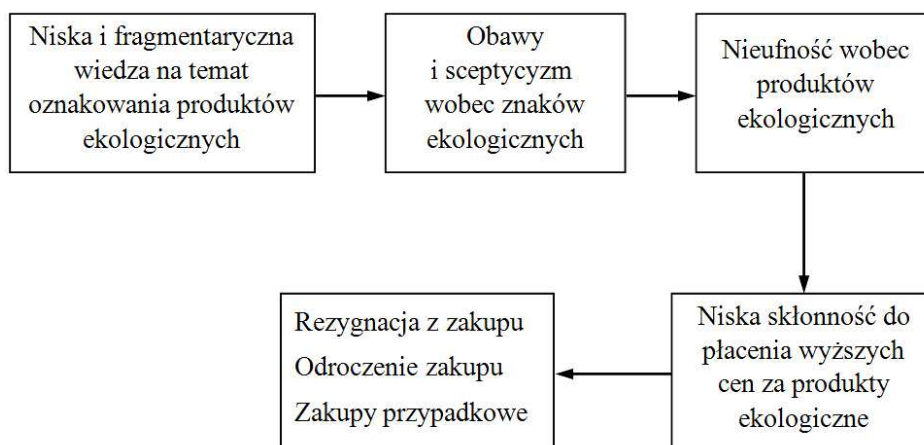 Niska i fragmentaryczna
wiedza na temat
oznakowania produktów
ekologicznych
Obawy
i sceptycyzm
wobec znaków
ekologicznych
Nieufność wobec
produktów
ekologicznych
Niska skłonność do
płacenia wyższych
cen za produkty
ekologiczne
Rezygnacja z zakupu
Odroczenie zakupu
Zakupy przypadkowe